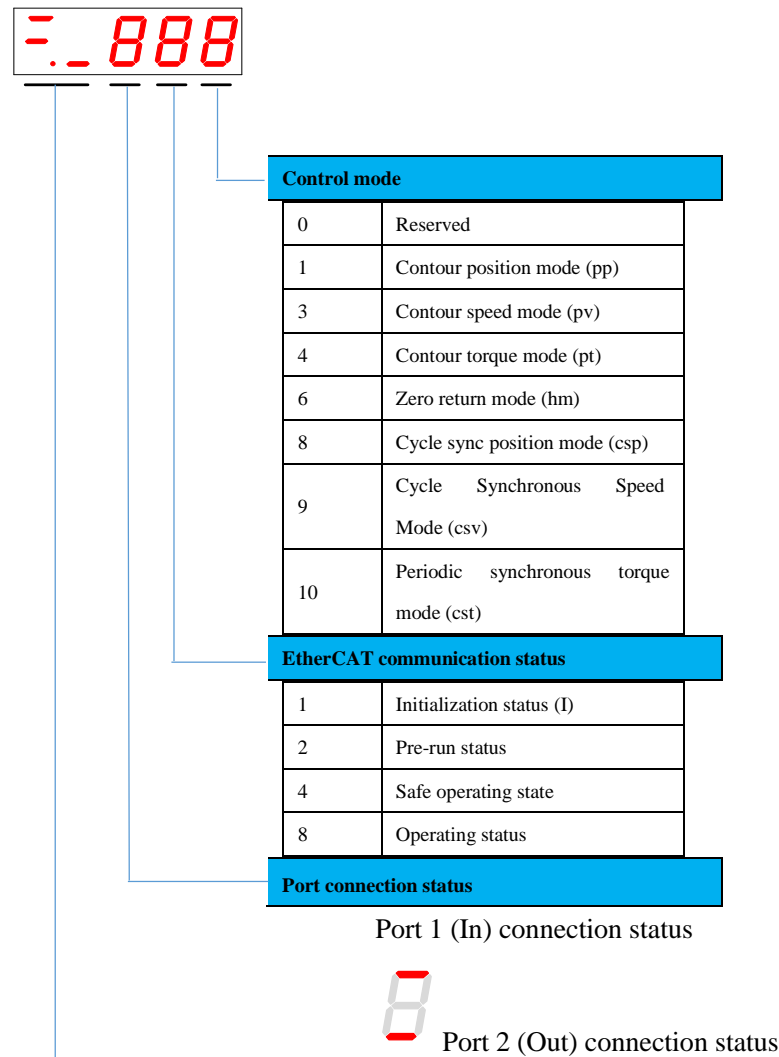 =._888
Control mode
0 Reserved
1 Contour position mode (pp)
3 Contour speed mode (pv)
4 Contour torque mode (pt)
6 Zero return mode (hm)
8 Cycle sync position mode (csp)
9 Cycle Synchronous Speed
Mode (csv)
10 Periodic synchronous torque
mode (cst)
EtherCAT communication status
1 Initialization status (I)
2 Pre-run status
4 Safe operating state
8 Operating status
Port connection status
Port 1 (In) connection status
Port 2 (Out) connection status